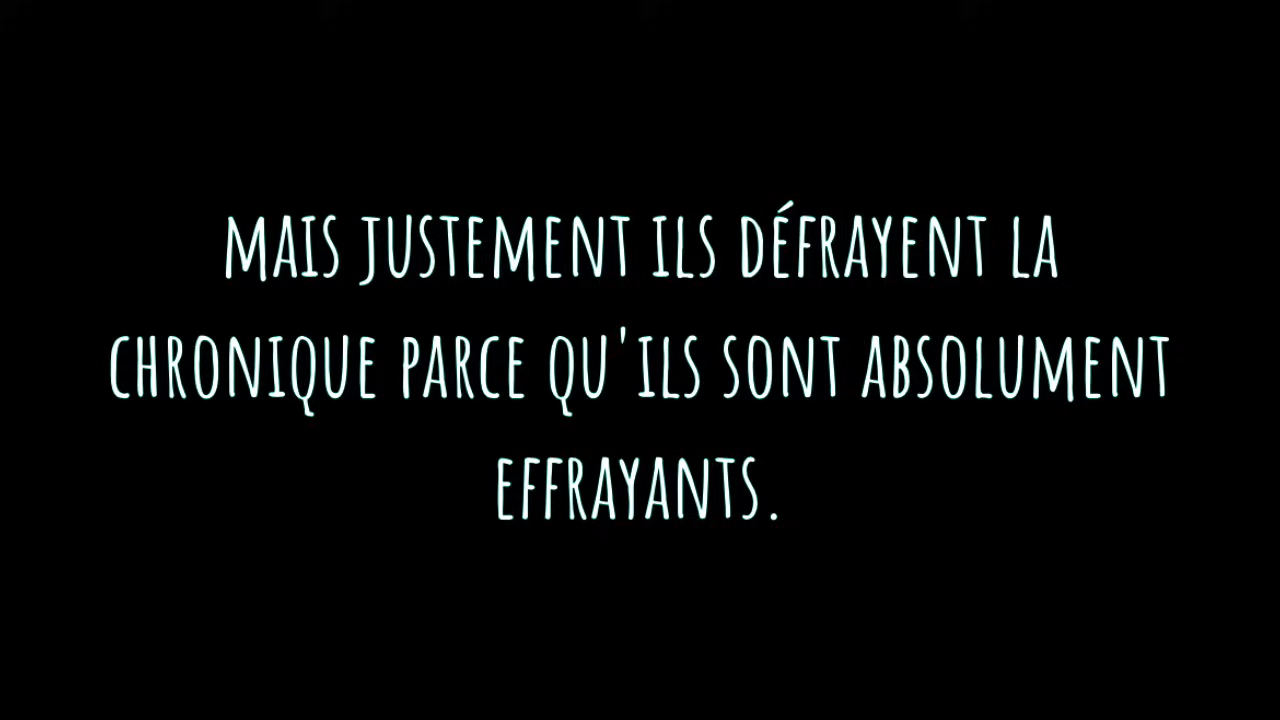 MAIS JUSTEMENT ILS DÉFRAYENT LA
CHRONIQUE PARCE QU'ILS SONT ABSOLUMENT
EFFRAYANTS.